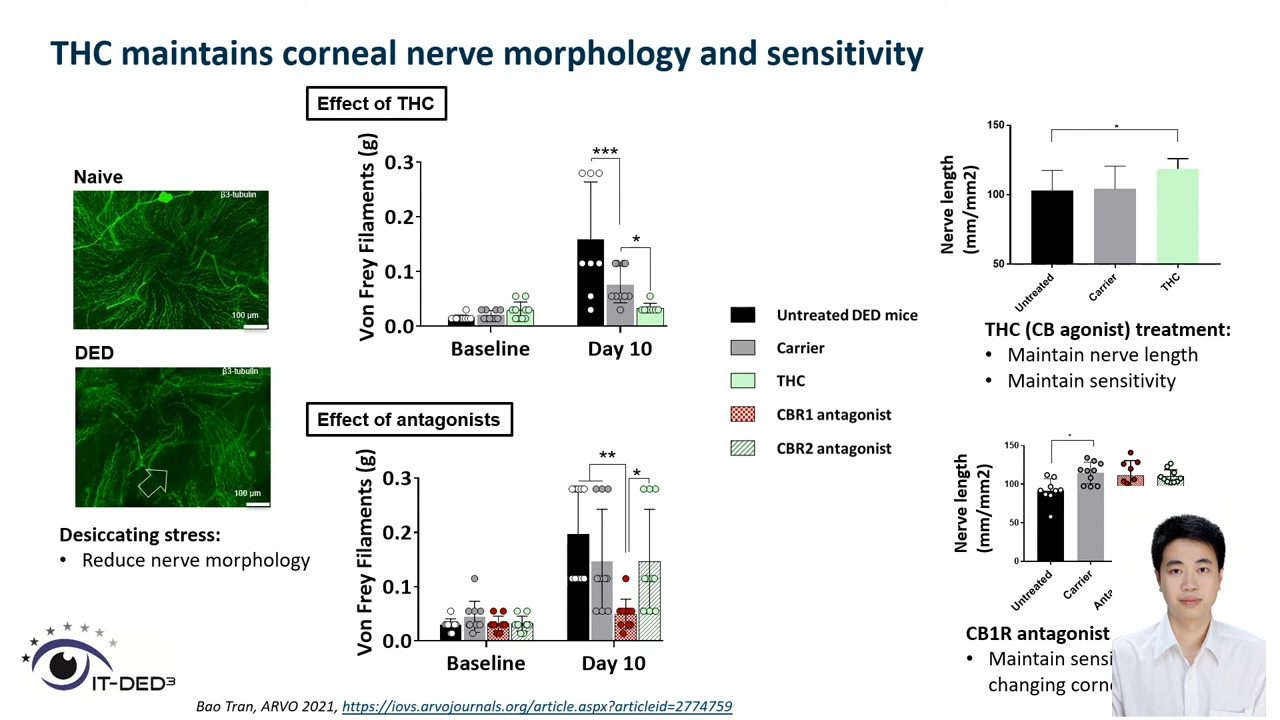 THC maintains corneal nerve morphology and sensitivity
Naive
β3-tubulin
100 µm
DED
β3-tubulin
100 µm
Desiccating stress:
• Reduce nerve morphology
IT-DED³
Effect of THC
Von Frey Filaments (g)
0.3
0.2
0.1
0.0
***
*
Baseline
Day 10
Effect of antagonists
Von Frey Filaments (g)
0.3
0.2
0.1
0.0
**
*
Baseline
Day 10
Untreated DED mice
Carrier
THC
CBR1 antagonist
CBR2 antagonist
Nerve length
(mm/mm2)
150
100
50
*
Untreated
Carrier
THC
THC (CB agonist) treatment:
• Maintain nerve length
• Maintain sensitivity
Nerve length
(mm/mm2)
150
100
50
0
*
Untreated
Carrier
CB1R antagonist
• Maintain
changing
Bao Tran, ARVO 2021, https://iovs.arvojournals.org/article.aspx?articleid=2774759